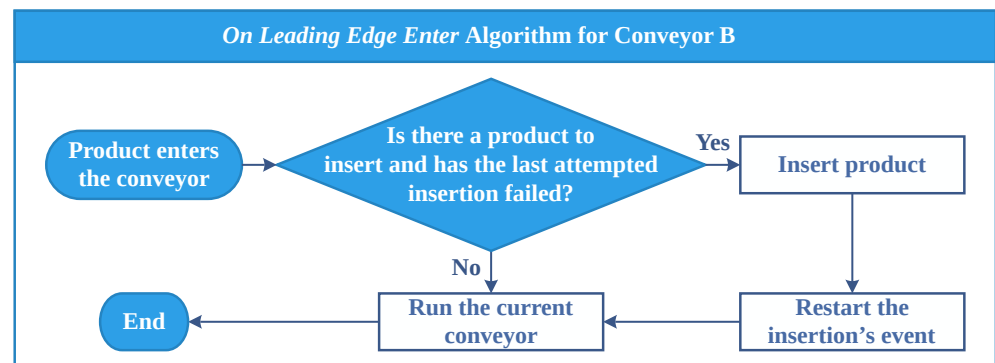 On Leading Edge Enter Algorithm for Conveyor B
Product enters
the conveyor
Is there a product to
insert and has the last attempted
insertion failed?
Yes
Insert product
No
Restart the
insertion's event
Run the current
conveyor
End